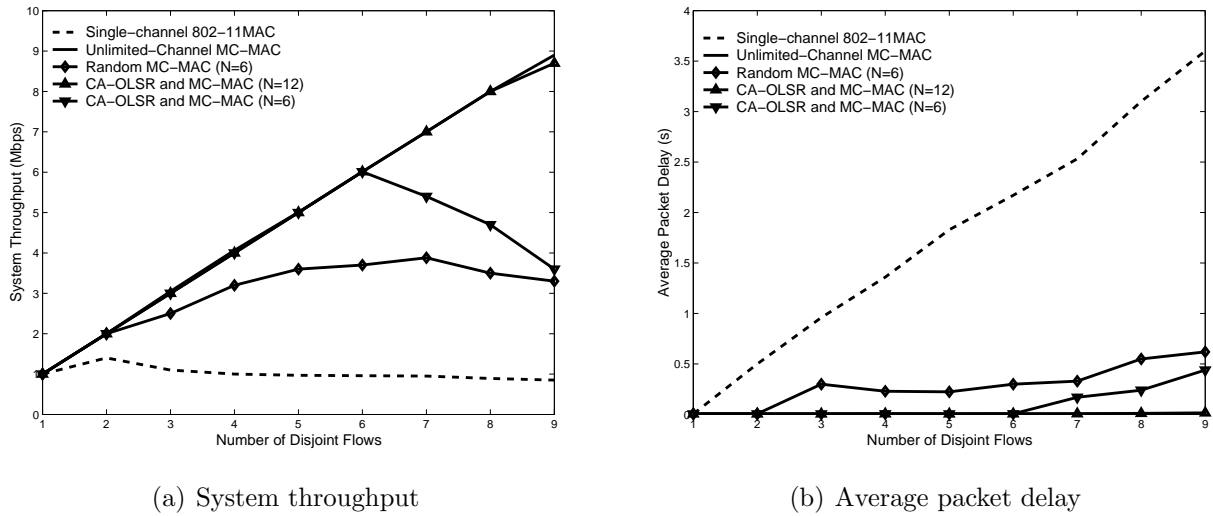 10
9
8
7
6
5
4
3
2
1
0
System Throughput (Mbps)
Single−channel 802−11MAC
Unlimited−Channel MC−MAC
Random MC−MAC (N=6)
CA−OLSR and MC−MAC (N=12)
CA−OLSR and MC−MAC (N=6)
1 2 3 4 5 6 7 8 9
Number of Disjoint Flows
(a) System throughput
4
3.5
3
2.5
2
1.5
1
0.5
0
Average Packet Delay (s)
Single−channel 802−11MAC
Unlimited−Channel MC−MAC
Random MC−MAC (N=6)
CA−OLSR and MC−MAC (N=12)
CA−OLSR and MC−MAC (N=6)
1 2 3 4 5 6 7 8 9
Number of Disjoint Flows
(b) Average packet delay